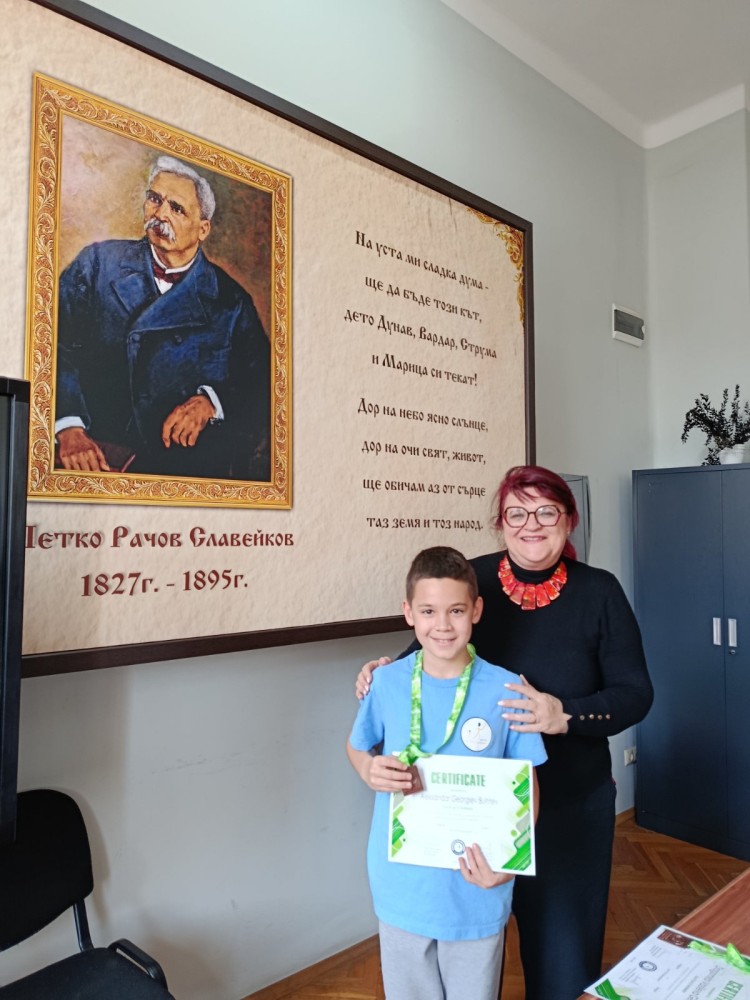 На уста ми сладка дума -
ще да бъде този кът,
дето Дунав, Вардар, Струма
и Марица си текат!
Дор на небо ясно слънце,
дор на очи свят, живот,
ще обичам аз от сърце
таз земя и тоз народ.
Петко Рачов Славейков
1827г. - 1895г.
CERTIFICATE
Georgiev